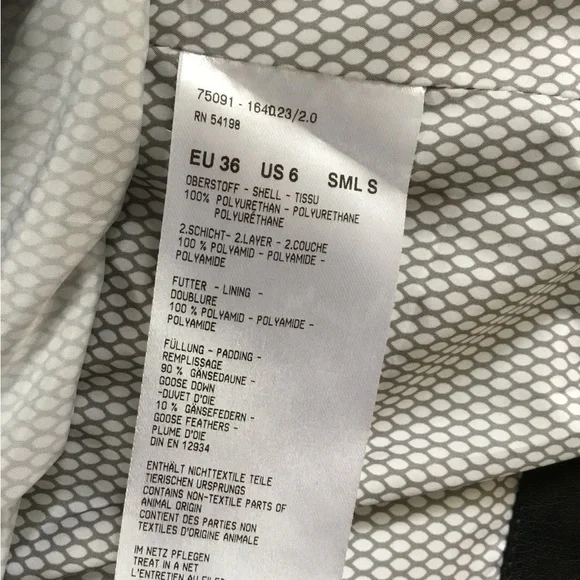 75091 - 164023/2.0
RN 54198
EU 36 US 6 SML S
OBERSTOFF - SHELL - TISSU
100% POLYURETHAN - POLYURETHANE
POLYURÉTHANE
2.SCHICHT- 2.LAYER - 2.COUCHE
100 % POLYAMID - POLYAMIDE -
POLYAMIDE
FUTTER - LINING -
DOUBLURE
100 % POLYAMID - POLYAMIDE -
POLYAMIDE
FÜLLUNG - PADDING -
REMPLISSAGE
90 % GÄNSEDAUNE -
GOOSE DOWN
-DUVET D'OIE
10 % GÄNSEFEDERN -
GOOSE FEATHERS -
PLUME D'OIE
DIN EN 12934
ENTHÄLT NICHTTEXTILE TEILE
TIERISCHEN URSPRUNGS
CONTAINS NON-TEXTILE PARTS OF
ANIMAL ORIGIN
CONTIENT DES PARTIES NON
TEXTILES D'ORIGINE ANIMALE
IM NETZ PFLEGEN
TREAT IN A NET
L'ENTRETIEN AU FILET